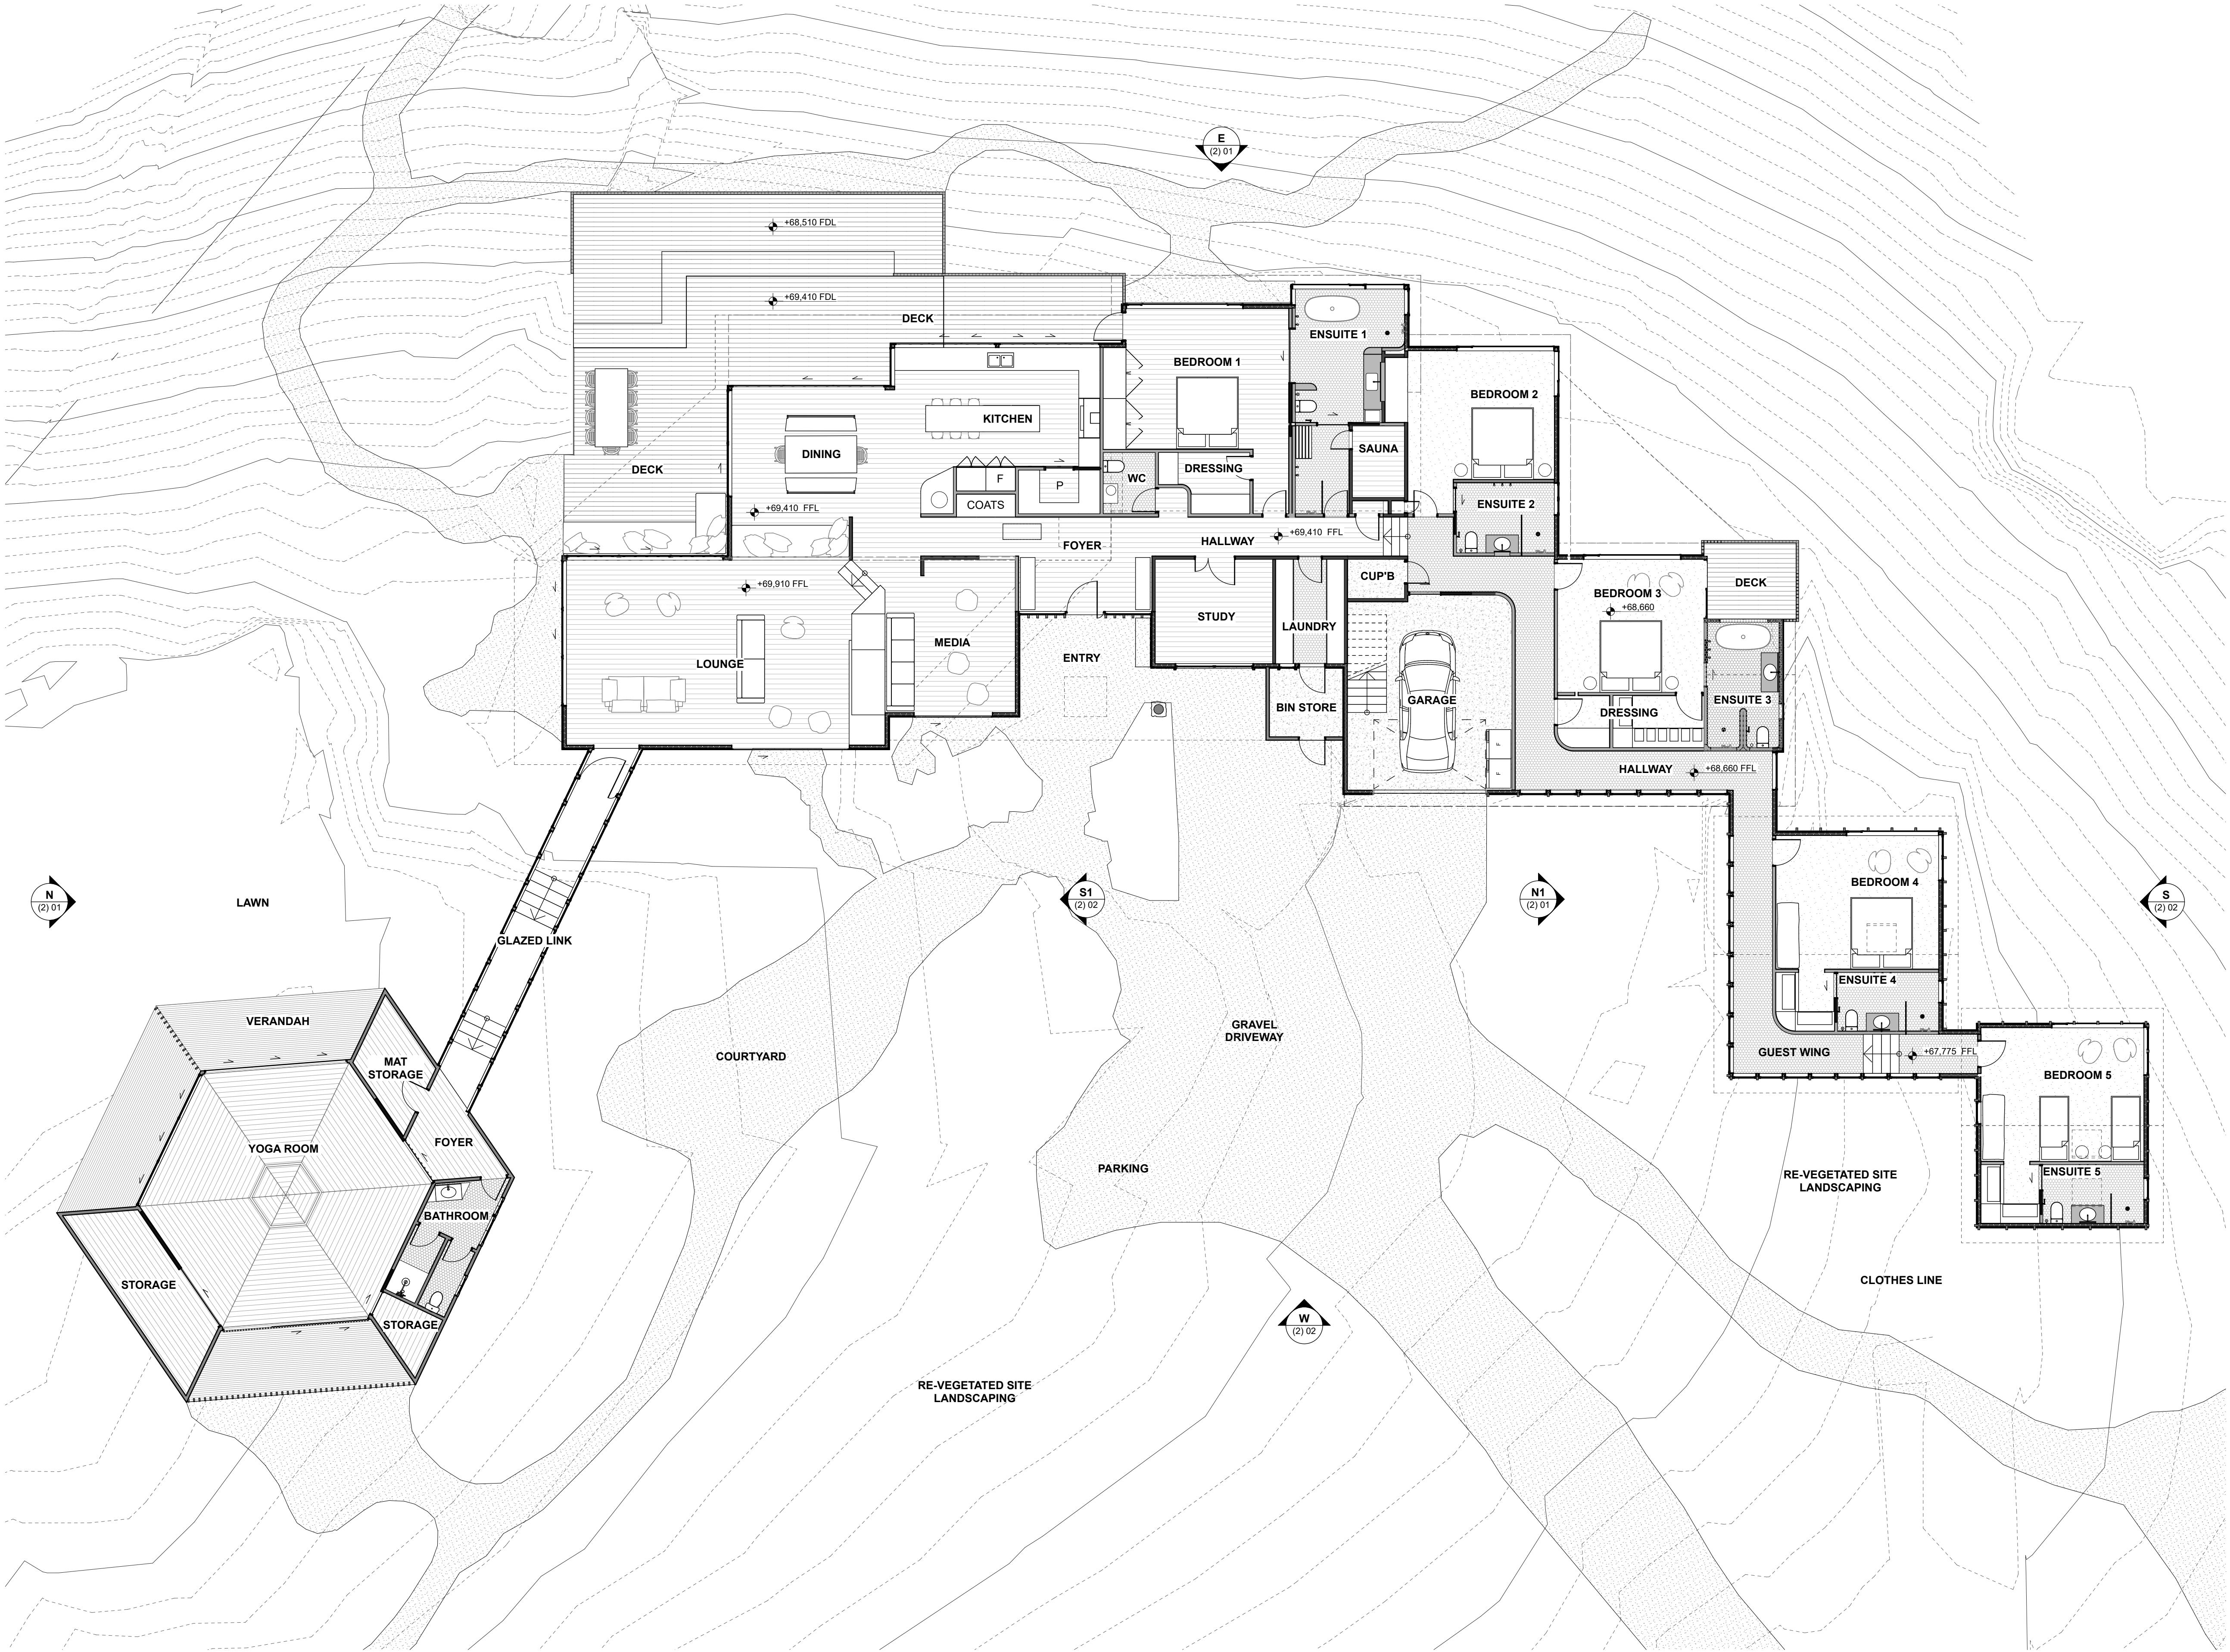 E
(2) 01
+68,510 FDL
+69,410 FDL
DECK
ENSUITE 1
BEDROOM 1
BEDROOM 2
KITCHEN
DINING
SAUNA
DECK
DRESSING
WC
F
P
COATS
ENSUITE 2
+69,410 FFL
+69,410 FFL
HALLWAY
FOYER
CUP'B
+69,910 FFL
DECK
BEDROOM 3
+68,660
STUDY
LAUNDRY
MEDIA
ENTRY
LOUNGE
GARAGE
ENSUITE 3
BIN STORE
DRESSING
F
F
HALLWAY
+68,660 FFL
BEDROOM 4
N
(2) 01
LAWN
S1
(2) 02
N1
(2) 01
S
(2) 02
GLAZED LINK
ENSUITE 4
VERANDAH
GRAVEL
DRIVEWAY
COURTYARD
GUEST WING
+67,775 FFL
MAT
STORAGE
BEDROOM 5
FOYER
YOGA ROOM
PARKING
ENSUITE 5
RE-VEGETATED SITE
LANDSCAPING
BATHROOM
STORAGE
CLOTHES LINE
STORAGE
W
(2) 02
RE-VEGETATED SITE
LANDSCAPING